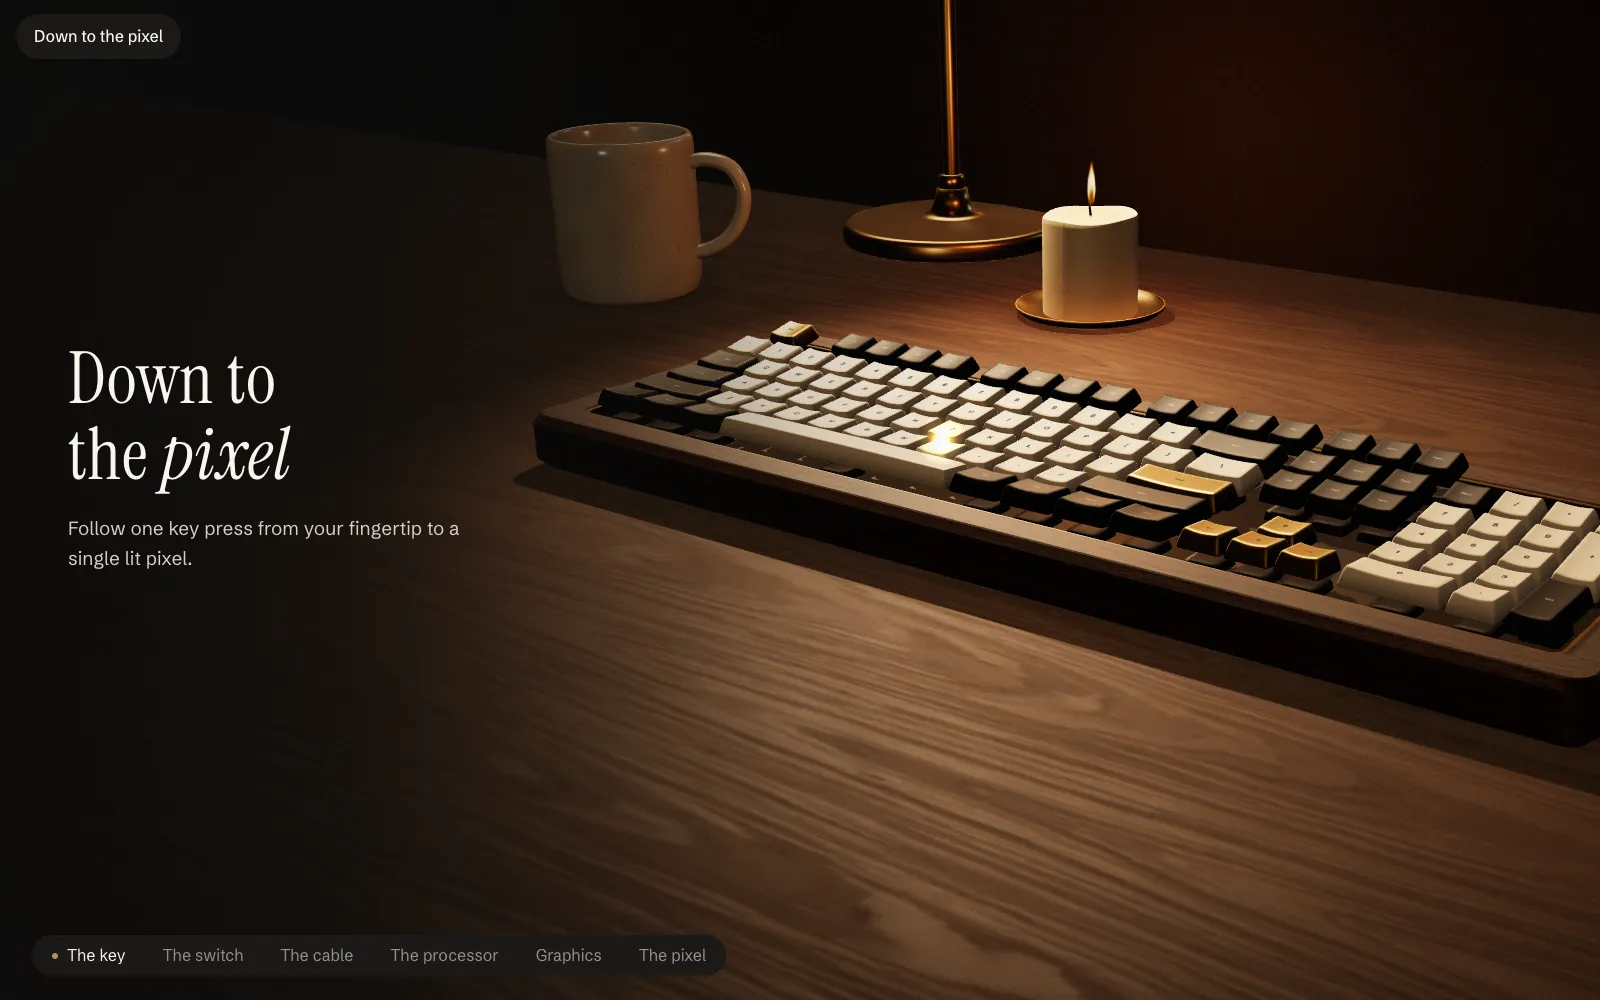 Down to the pixel
Down to
the pixel
Follow one key press from your fingertip to a
single lit pixel.
The key
The switch
The cable
The processor
Graphics
The pixel